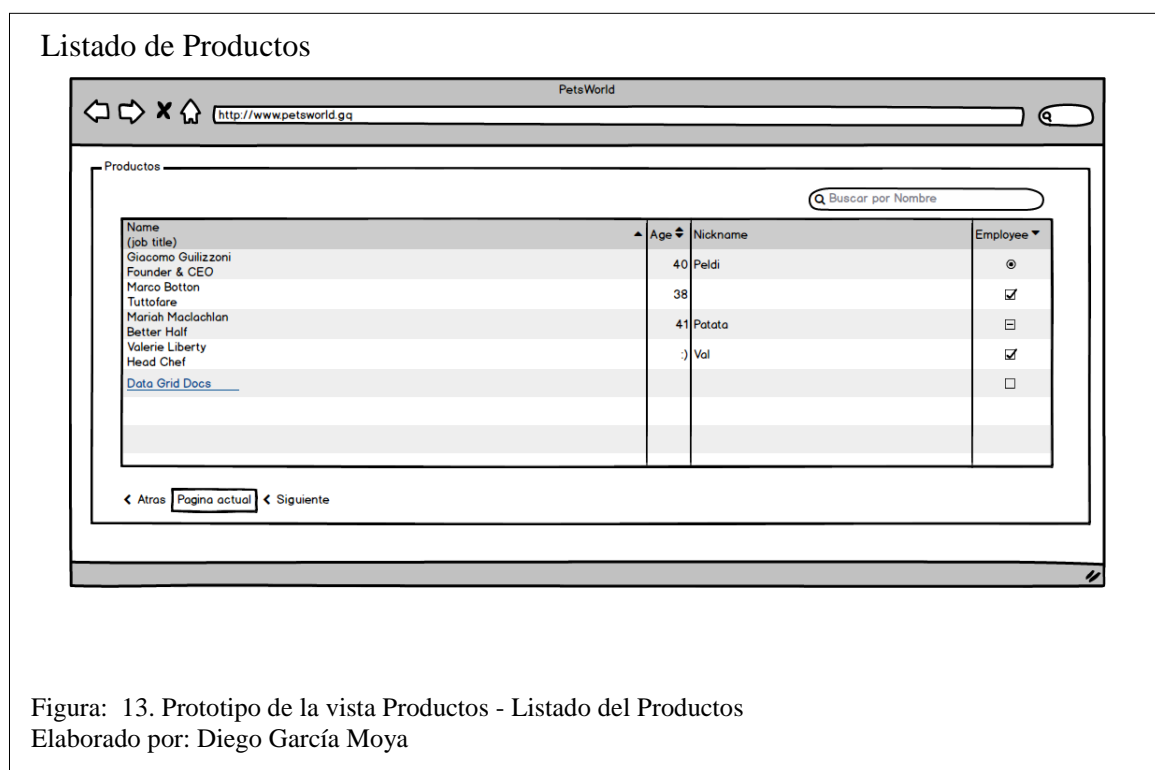 Listado de Productos
PetsWorld
http://www.petsworld.gq
Productos
Buscar por Nombre
Name
(job title)
Age
Nickname
Employee
Giacomo Guilizzoni
Founder & CEO
40
Peldi
Marco Botton
Tuttofare
38
Mariah Maclachlan
Better Half
41
Patata
Valerie Liberty
Head Chef
:)
Val
Data Grid Docs
Atras
Pagina actual
Siguiente
Figura:  13. Prototipo de la vista Productos - Listado del Productos
Elaborado por: Diego García Moya